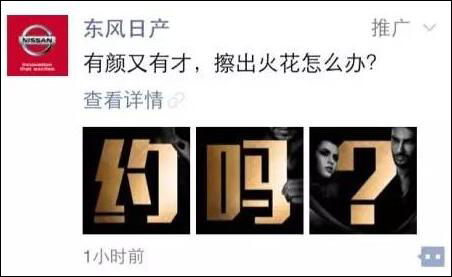 东风日产
推广
NISSAN
Innovation
that excites
有颜又有才，擦出火花怎么办?
查看详情
约吗?
1小时前